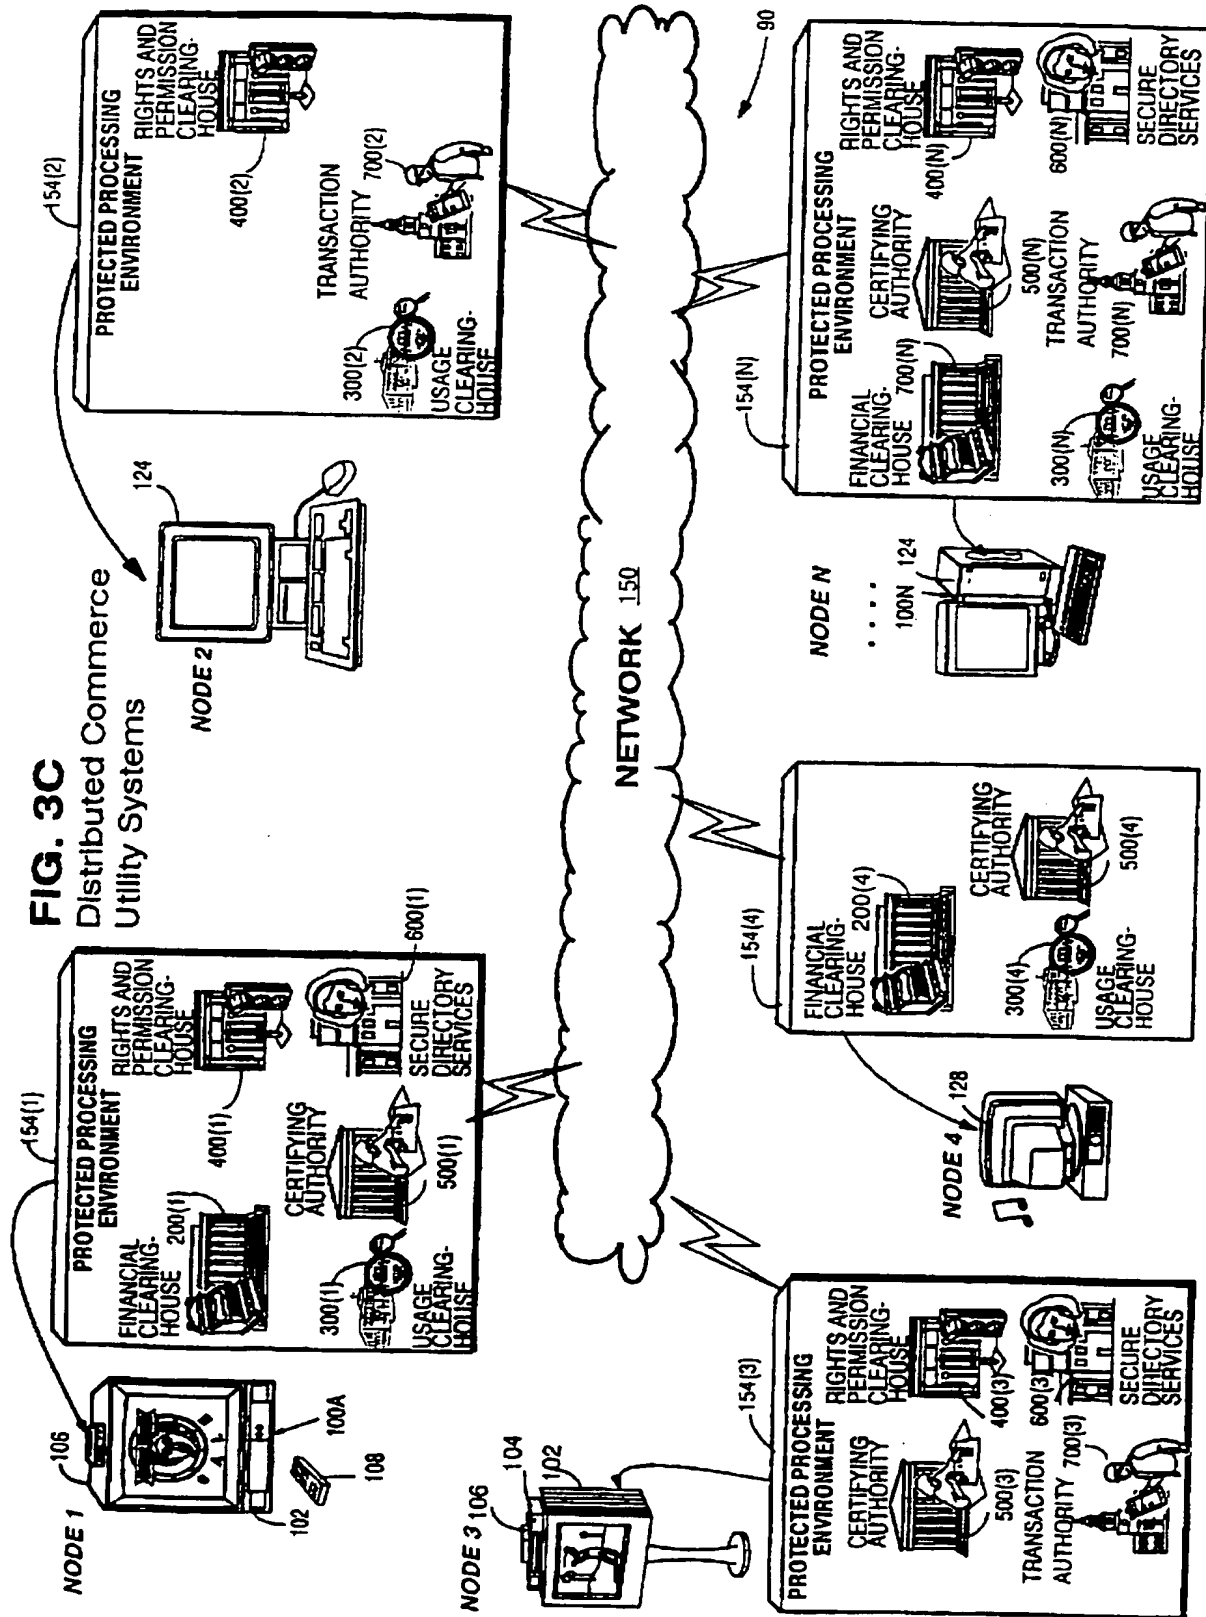 FIG. 3C
Distributed Commerce
Utility Systems
NODE 1
106
102
100A
108
154(1)
PROTECTED PROCESSING
ENVIRONMENT
FINANCIAL
CLEARING-
HOUSE
200(1)
RIGHTS AND
PERMISSION
CLEARING-
HOUSE
400(1)
300(1)
USAGE
CLEARING-
HOUSE
CERTIFYING
AUTHORITY
500(1)
600(1)
SECURE
DIRECTORY
SERVICES
NODE 2
124
154(2)
PROTECTED PROCESSING
ENVIRONMENT
RIGHTS AND
PERMISSION
CLEARING-
HOUSE
400(2)
300(2)
USAGE
CLEARING-
HOUSE
TRANSACTION
AUTHORITY
700(2)
NETWORK 150
90
NODE 3
106
104
102
154(3)
PROTECTED PROCESSING
ENVIRONMENT
CERTIFYING
AUTHORITY
500(3)
RIGHTS AND
PERMISSION
CLEARING-
HOUSE
400(3)
TRANSACTION
AUTHORITY
700(3)
600(3)
SECURE
DIRECTORY
SERVICES
NODE 4
128
154(4)
FINANCIAL
CLEARING-
HOUSE
200(4)
300(4)
USAGE
CLEARING-
HOUSE
CERTIFYING
AUTHORITY
500(4)
NODE N
. . . .
100N
124
154(N)
PROTECTED PROCESSING
ENVIRONMENT
FINANCIAL
CLEARING-
HOUSE
700(N)
CERTIFYING
AUTHORITY
500(N)
RIGHTS AND
PERMISSION
CLEARING-
HOUSE
400(N)
300(N)
USAGE
CLEARING-
HOUSE
TRANSACTION
AUTHORITY
700(N)
600(N)
SECURE
DIRECTORY
SERVICES